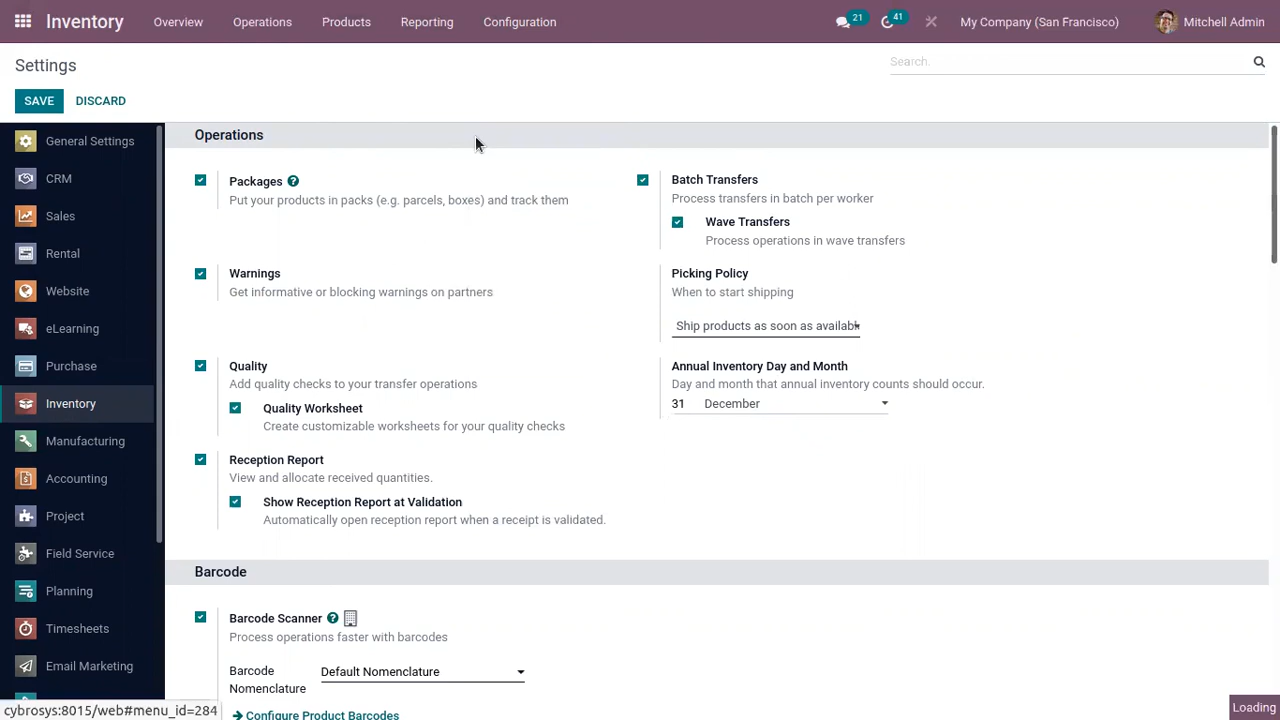 Inventory Overview Operations Products Reporting Configuration 21 41 My Company (San Francisco) Mitchell Admin
Settings
Search.
SAVE DISCARD
General Settings
CRM
Sales
Rental
Website
eLearning
Purchase
Inventory
Manufacturing
Accounting
Project
Field Service
Planning
Timesheets
Email Marketing
Operations
Packages ?
Put your products in packs (e.g. parcels, boxes) and track them
Batch Transfers
Process transfers in batch per worker
Wave Transfers
Process operations in wave transfers
Warnings
Get informative or blocking warnings on partners
Picking Policy
When to start shipping
Ship products as soon as availabl
Quality
Add quality checks to your transfer operations
Quality Worksheet
Create customizable worksheets for your quality checks
Annual Inventory Day and Month
Day and month that annual inventory counts should occur.
31 December
Reception Report
View and allocate received quantities.
Show Reception Report at Validation
Automatically open reception report when a receipt is validated.
Barcode
Barcode Scanner ?
Process operations faster with barcodes
Barcode
Nomenclature
Default Nomenclature
Configure Product Barcodes
cybrosys:8015/web#menu_id=284
Loading